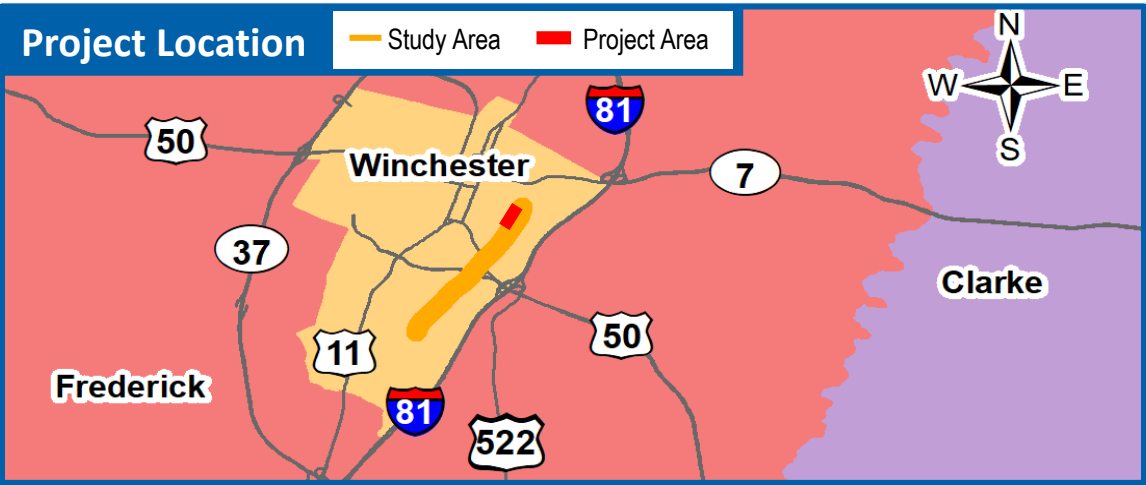 Project Location
Study Area
Project Area
N
W E
S
81
50
Winchester
7
37
Clarke
50
11
Frederick
81
522